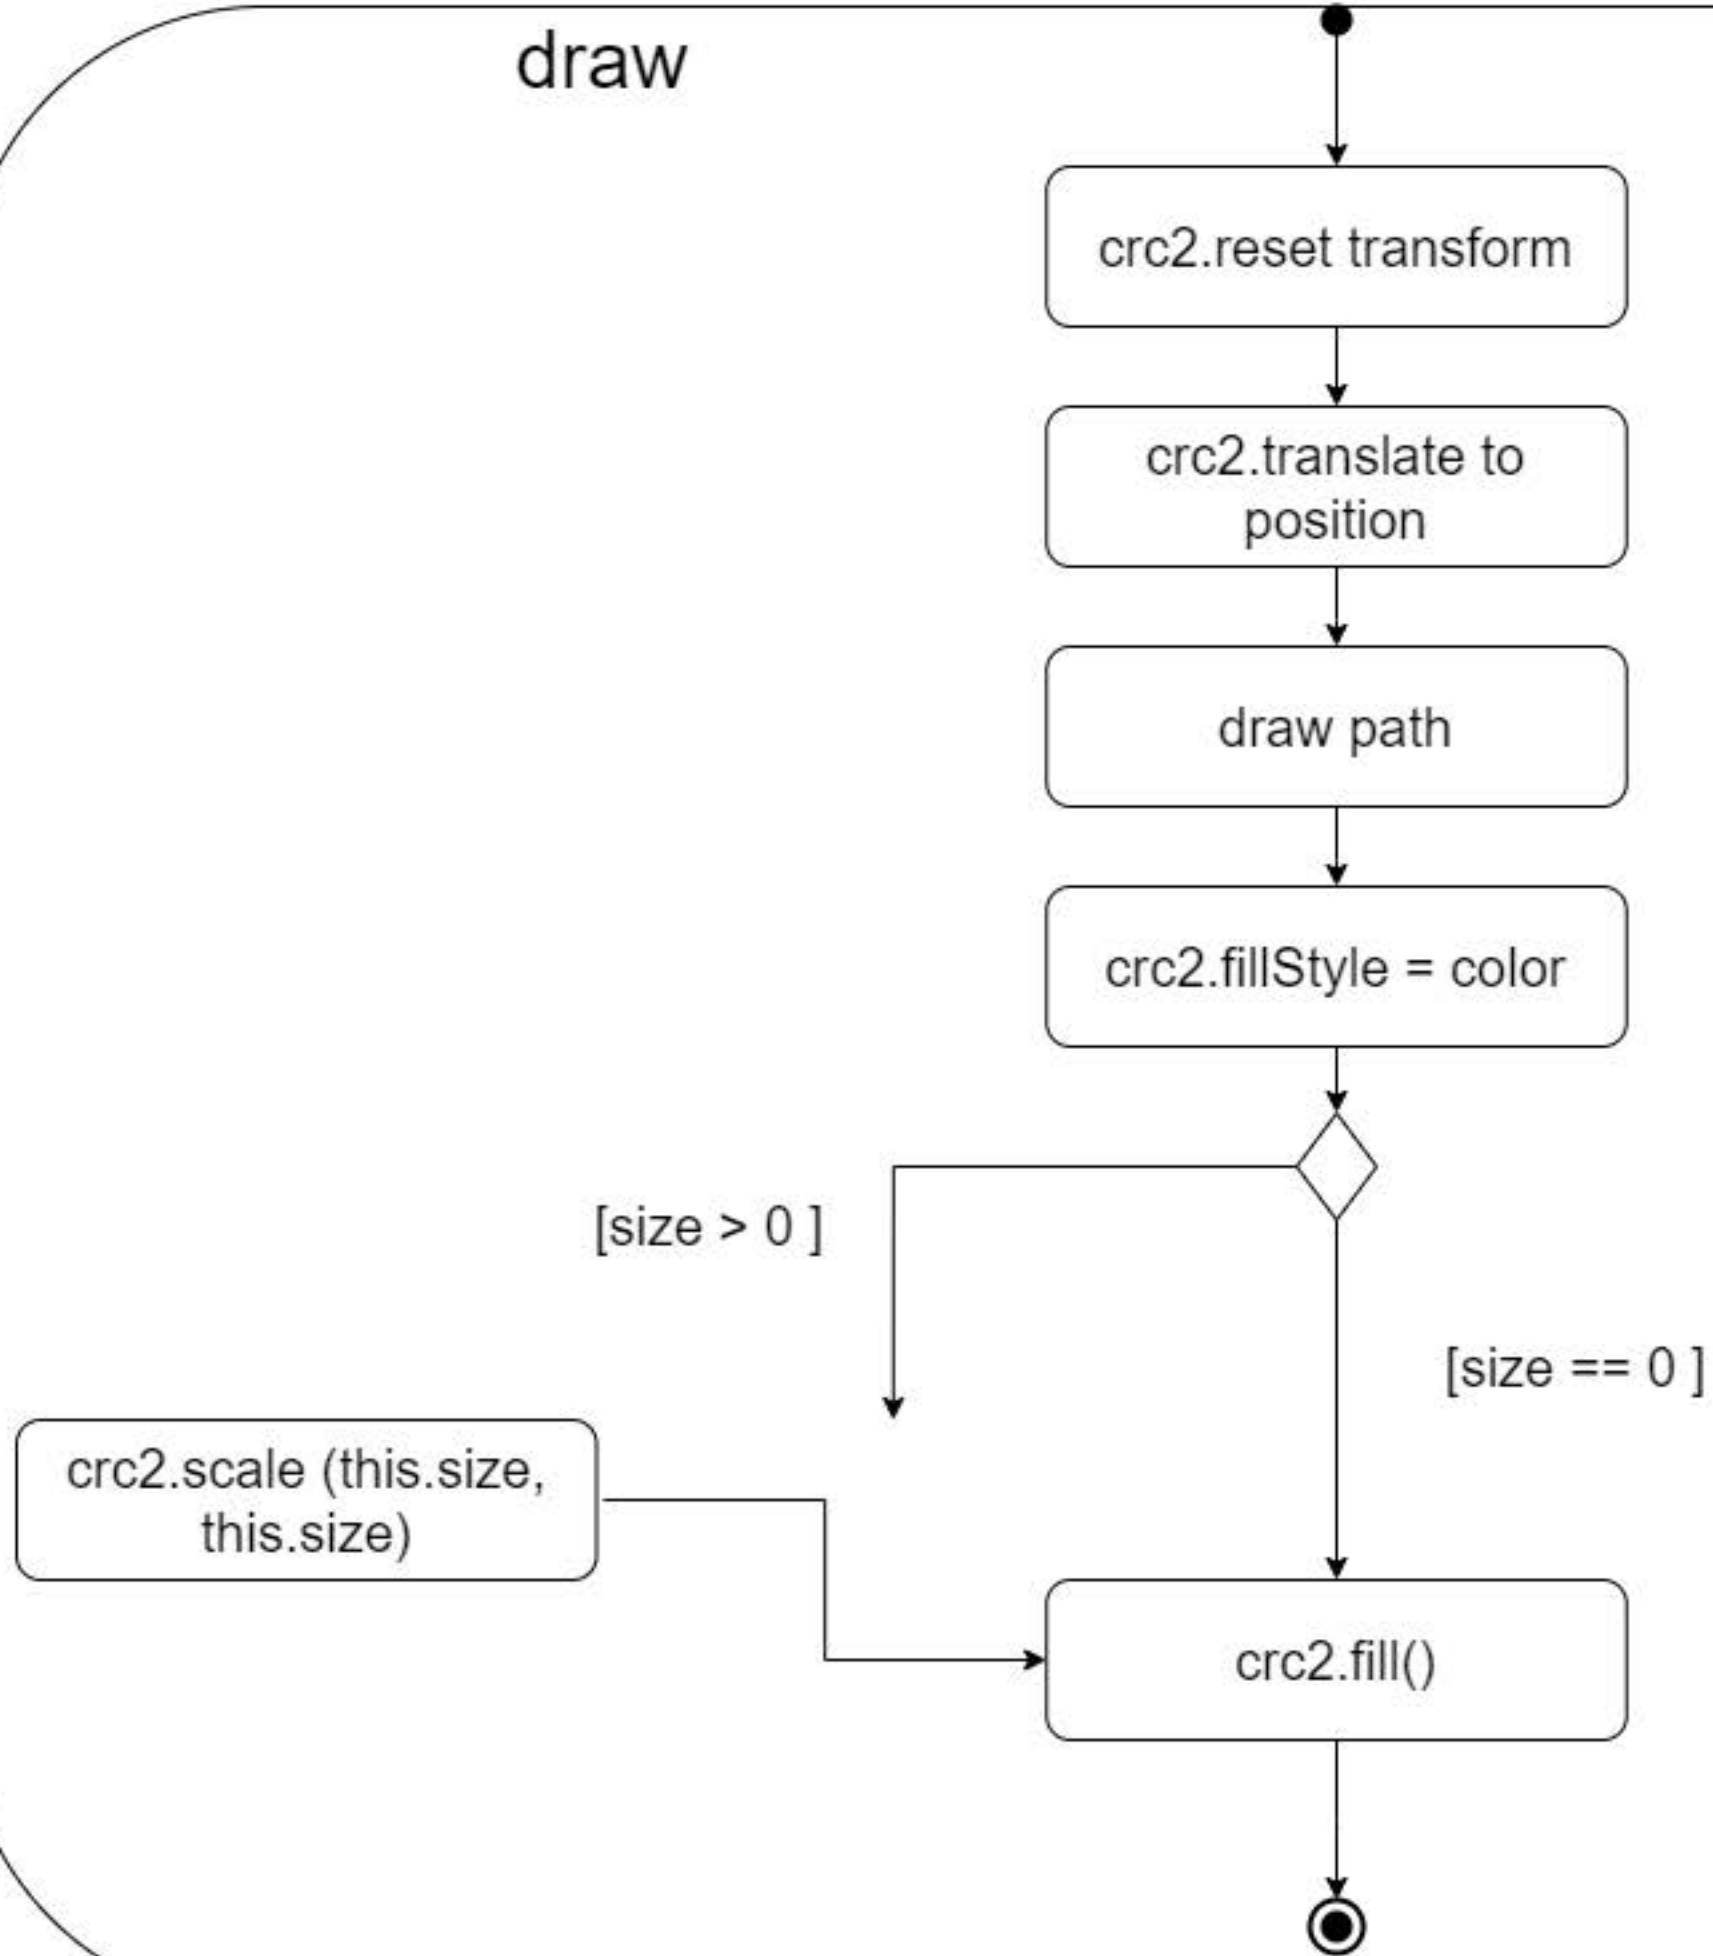 draw
crc2.reset transform
crc2.translate to
position
draw path
crc2.fillStyle = color
[size > 0 ]
[size == 0 ]
crc2.scale (this.size,
this.size)
crc2.fill()